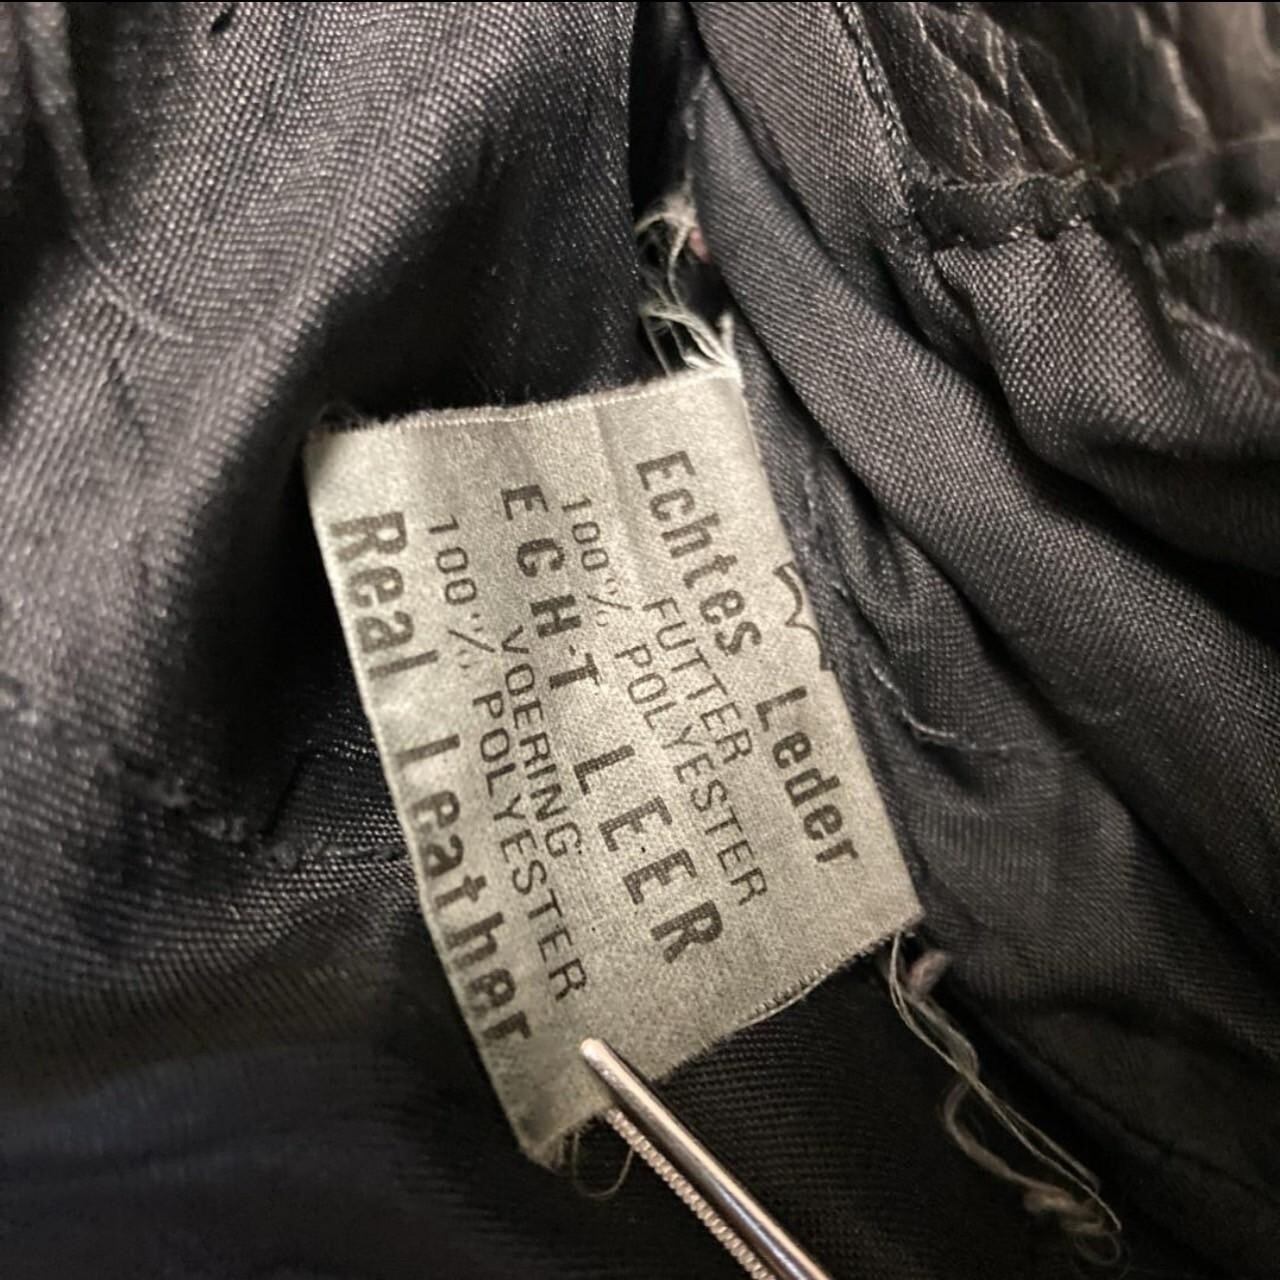 Echtes Leder
FUTTER
100% POLYESTER
ECHT LEER
VOERING:
100% POLYESTER
Real Leather